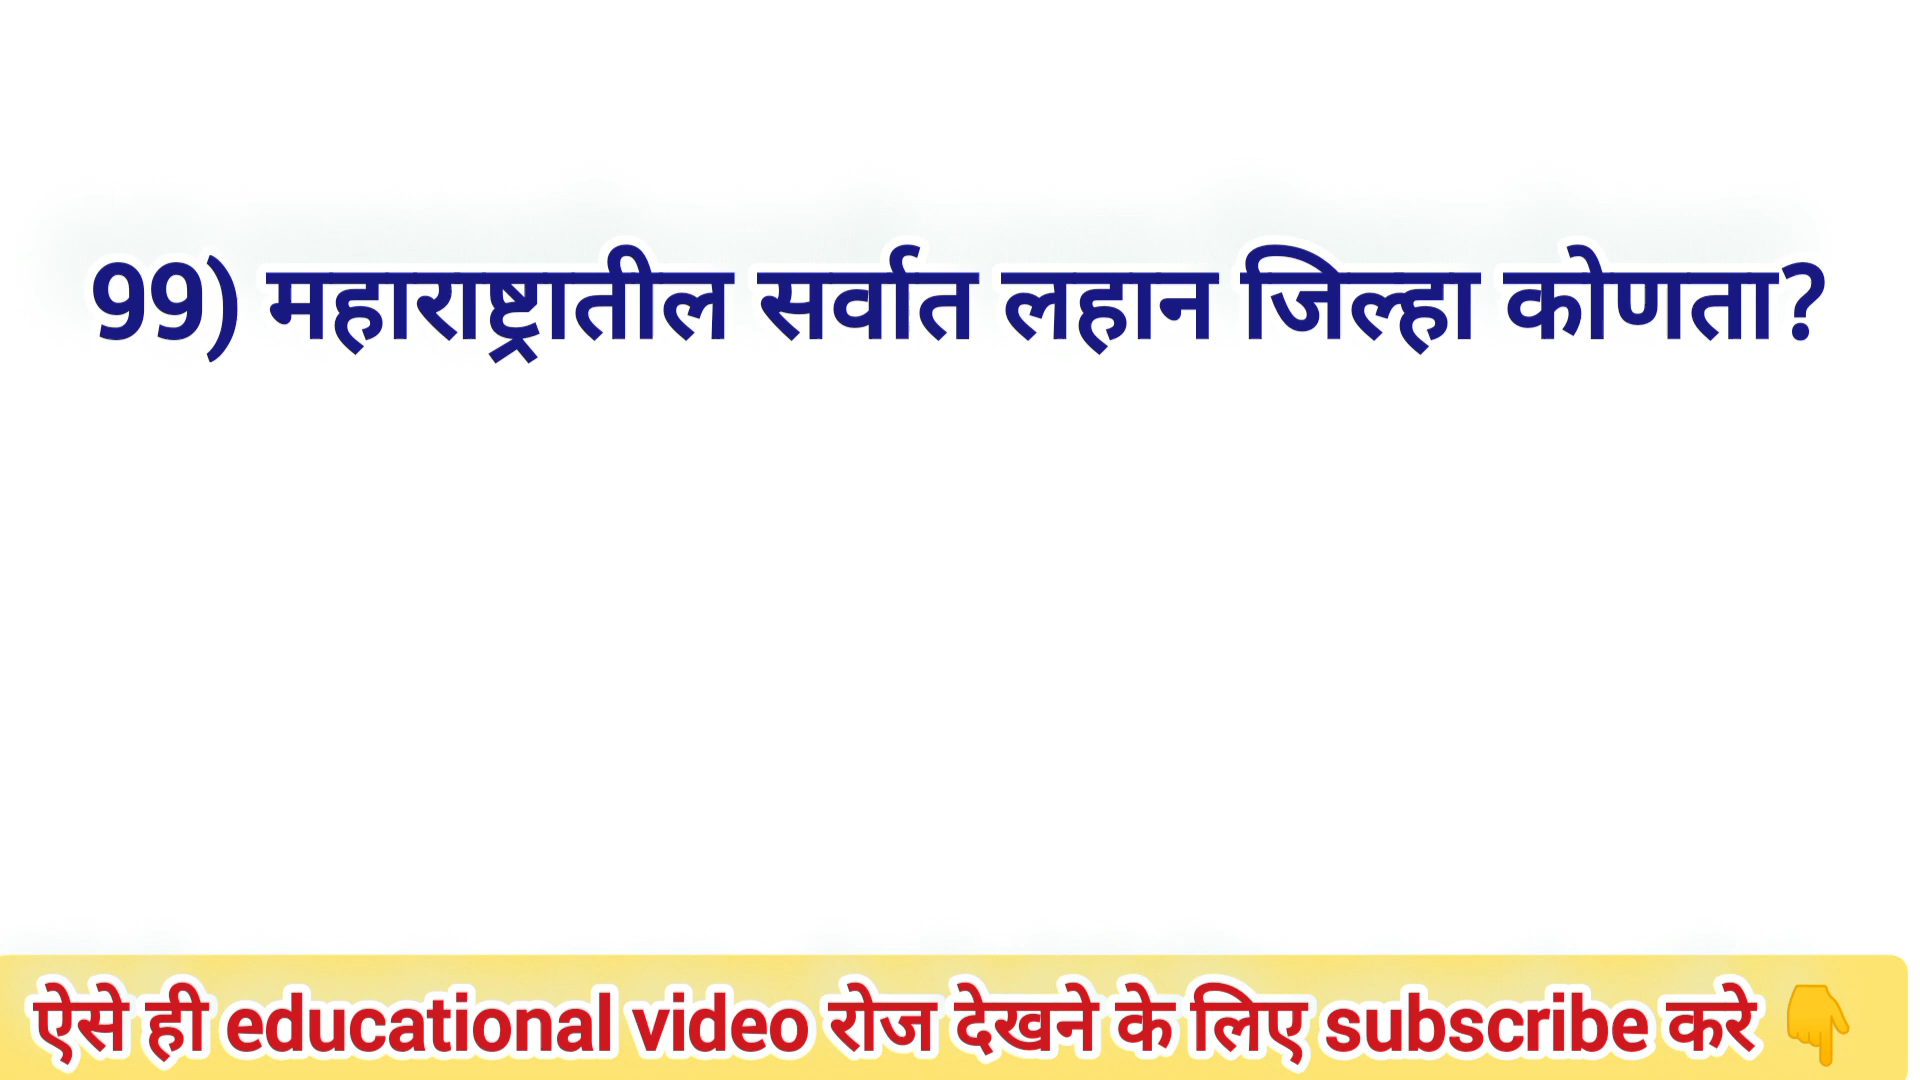 99) महाराष्ट्रातील सर्वात लहान जिल्हा कोणता?
ऐसे ही educational video रोज देखने के लिए subscribe करे 👇